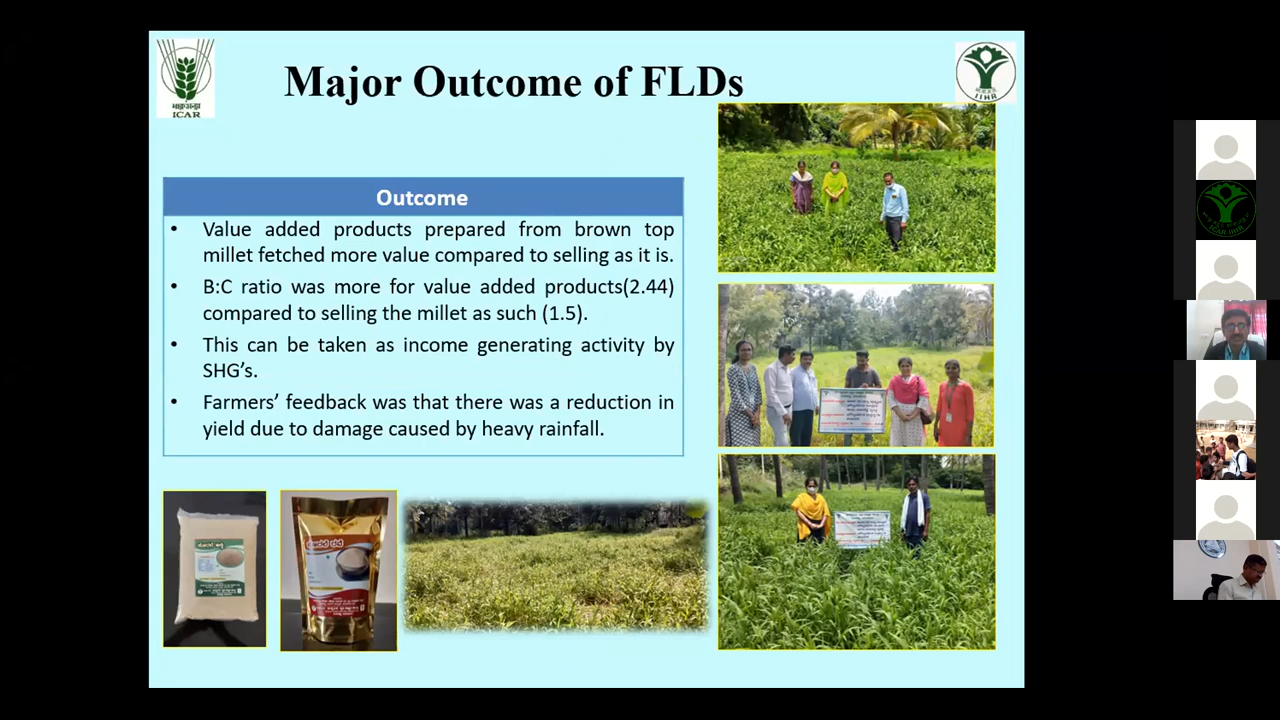 ICAR
Major Outcome of FLDs
IIHR
Outcome
• Value added products prepared from brown top
millet fetched more value compared to selling as it is.
• B:C ratio was more for value added products(2.44)
compared to selling the millet as such (1.5).
• This can be taken as income generating activity by
SHG's.
• Farmers' feedback was that there was a reduction in
yield due to damage caused by heavy rainfall.